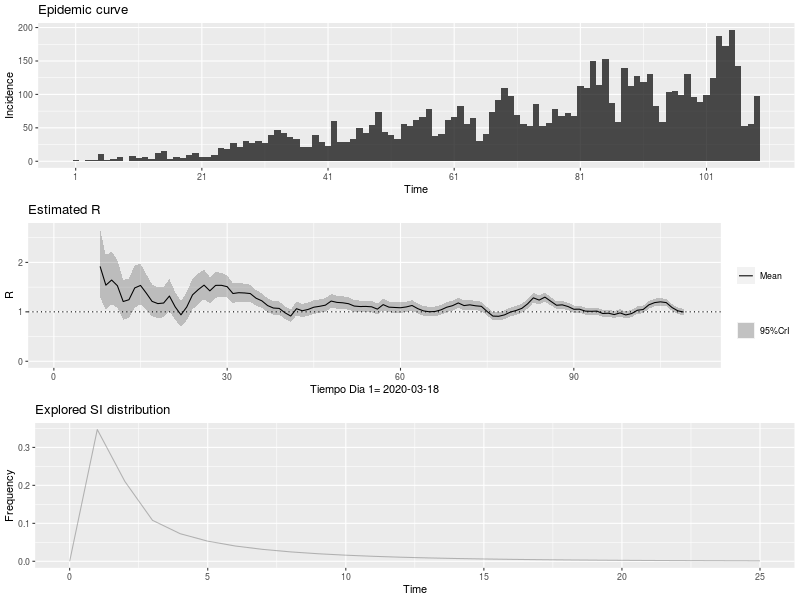 Epidemic curve
200
150
100
50
0
Incidence
1 21 41 61 81 101
Time
Estimated R
2
1
0
R
0 30 60 90
Tiempo Dia 1= 2020-03-18
Mean
95%CrI
Explored SI distribution
0.3
0.2
0.1
0.0
Frequency
0 5 10 15 20 25
Time